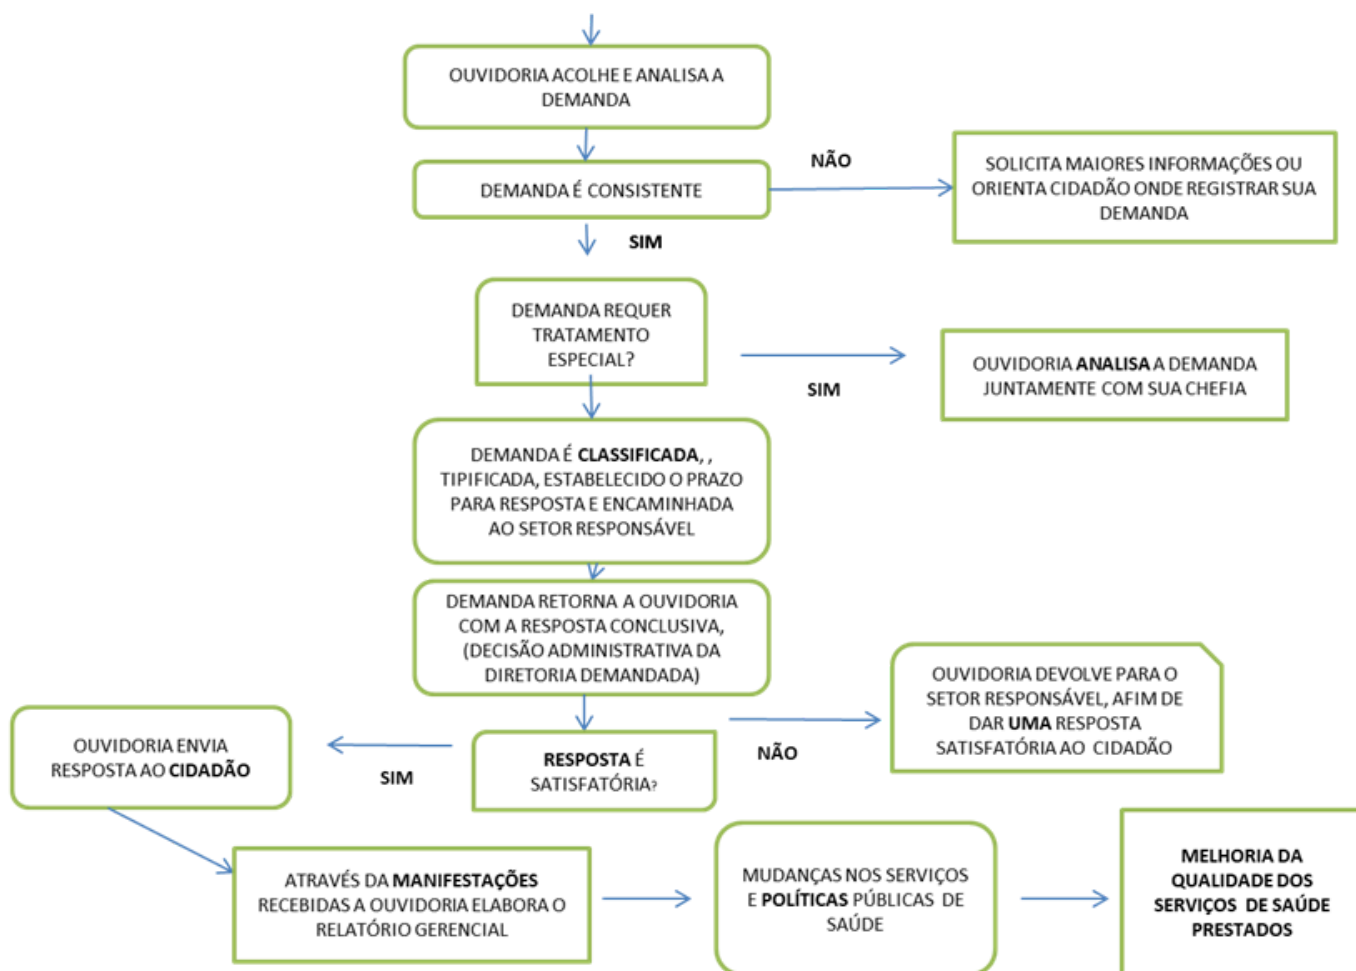 OUVIDORIA ACOLHE E ANALISA A
DEMANDA
DEMANDA É CONSISTENTE
NÃO
SOLICITA MAIORES INFORMAÇÕES OU
ORIENTA CIDADÃO ONDE REGISTRAR SUA
DEMANDA
SIM
DEMANDA REQUER
TRATAMENTO
ESPECIAL?
SIM
OUVIDORIA ANALISA A DEMANDA
JUNTAMENTE COM SUA CHEFIA
DEMANDA É CLASSIFICADA, ,
TIPIFICADA, ESTABELECIDO O PRAZO
PARA RESPOSTA E ENCAMINHADA
AO SETOR RESPONSÁVEL
DEMANDA RETORNA A OUVIDORIA
COM A RESPOSTA CONCLUSIVA,
(DECISÃO ADMINISTRATIVA DA
DIRETORIA DEMANDADA)
RESPOSTA É
SATISFATÓRIA?
NÃO
OUVIDORIA DEVOLVE PARA O
SETOR RESPONSÁVEL, AFIM DE
DAR UMA RESPOSTA
SATISFATÓRIA AO CIDADÃO
SIM
OUVIDORIA ENVIA
RESPOSTA AO CIDADÃO
ATRAVÉS DA MANIFESTAÇÕES
RECEBIDAS A OUVIDORIA ELABORA O
RELATÓRIO GERENCIAL
MUDANÇAS NOS SERVIÇOS
E POLÍTICAS PÚBLICAS DE
SAÚDE
MELHORIA DA
QUALIDADE DOS
SERVIÇOS DE SAÚDE
PRESTADOS